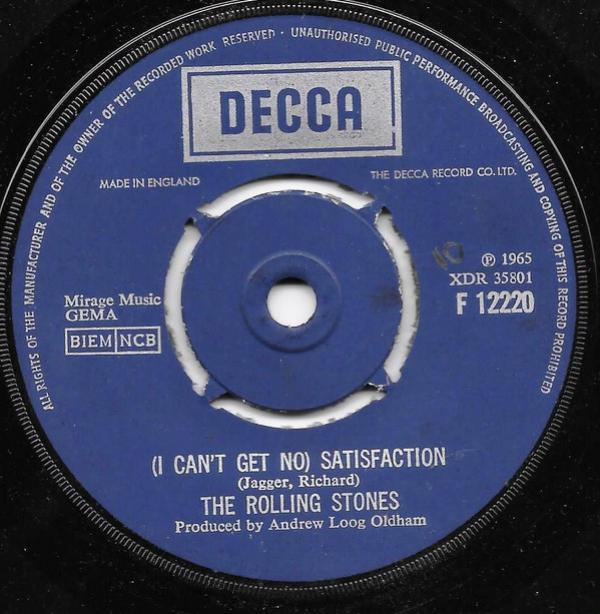 ALL RIGHTS OF THE MANUFACTURER AND OF THE OWNER OF THE RECORDED WORK RESERVED · UNAUTHORISED PUBLIC PERFORMANCE BROADCASTING AND COPYING OF THIS RECORD PROHIBITED
DECCA
MADE IN ENGLAND
THE DECCA RECORD CO. LTD.
℗ 1965
XDR 35801
F 12220
Mirage Music
GEMA
BIEM NCB
(I CAN'T GET NO) SATISFACTION
(Jagger, Richard)
THE ROLLING STONES
Produced by Andrew Loog Oldham